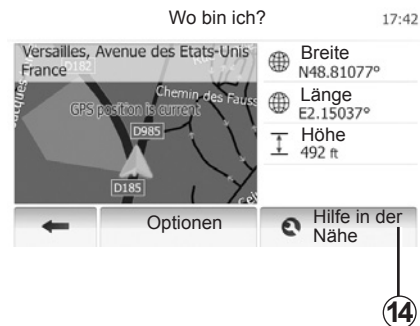 Wo bin ich?
17:42
Versailles, Avenue des Etats-Unis
France
D182
Chemin des Fauss
GPS position is current
D985
D185
Breite
N48.81077°
Länge
E2.15037°
Höhe
492 ft
Optionen
Hilfe in der
Nähe
14